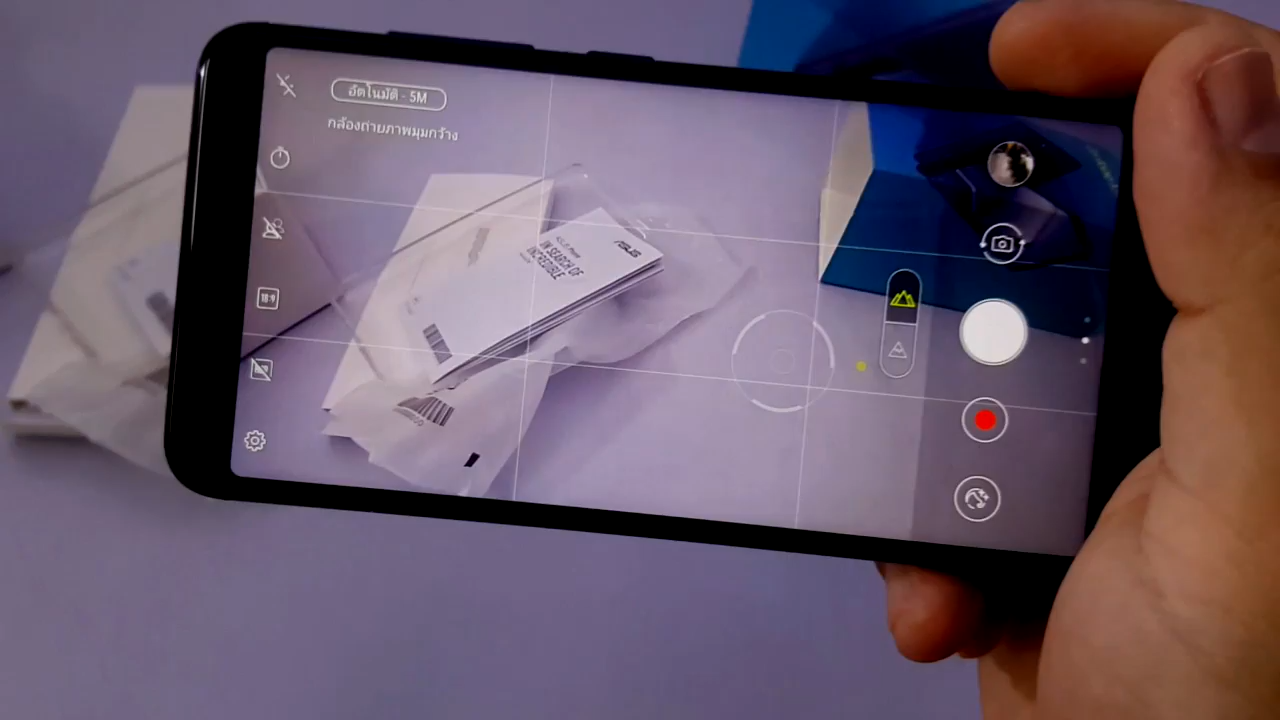 อัตโนมัติ - 5M
กล้องถ่ายภาพมุมกว้าง
18:9
ASUS
IN SEARCH OF
INCREDIBLE